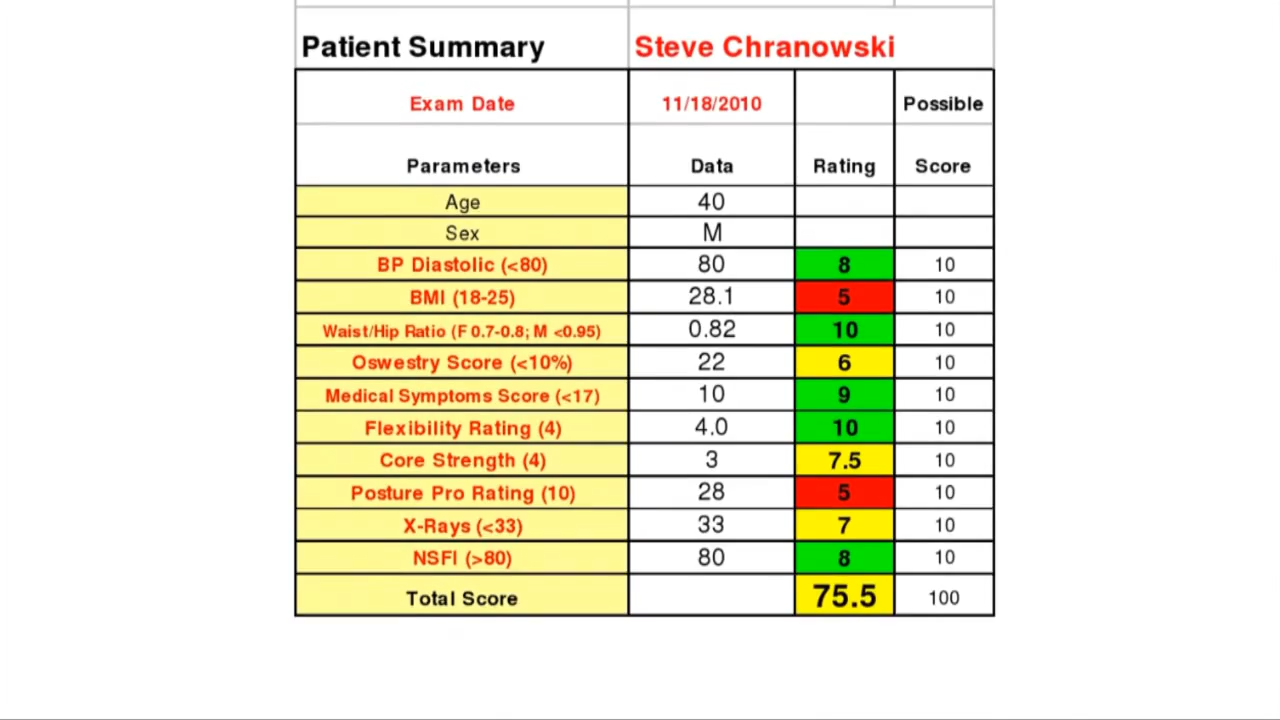 Patient Summary Steve Chranowski
Exam Date 11/18/2010 Possible
Parameters Data Rating Score
Age 40
Sex M
BP Diastolic (<80) 80 8 10
BMI (18-25) 28.1 5 10
Waist/Hip Ratio (F 0.7-0.8; M <0.95) 0.82 10 10
Oswestry Score (<10%) 22 6 10
Medical Symptoms Score (<17) 10 9 10
Flexibility Rating (4) 4.0 10 10
Core Strength (4) 3 7.5 10
Posture Pro Rating (10) 28 5 10
X-Rays (<33) 33 7 10
NSFI (>80) 80 8 10
Total Score 75.5 100